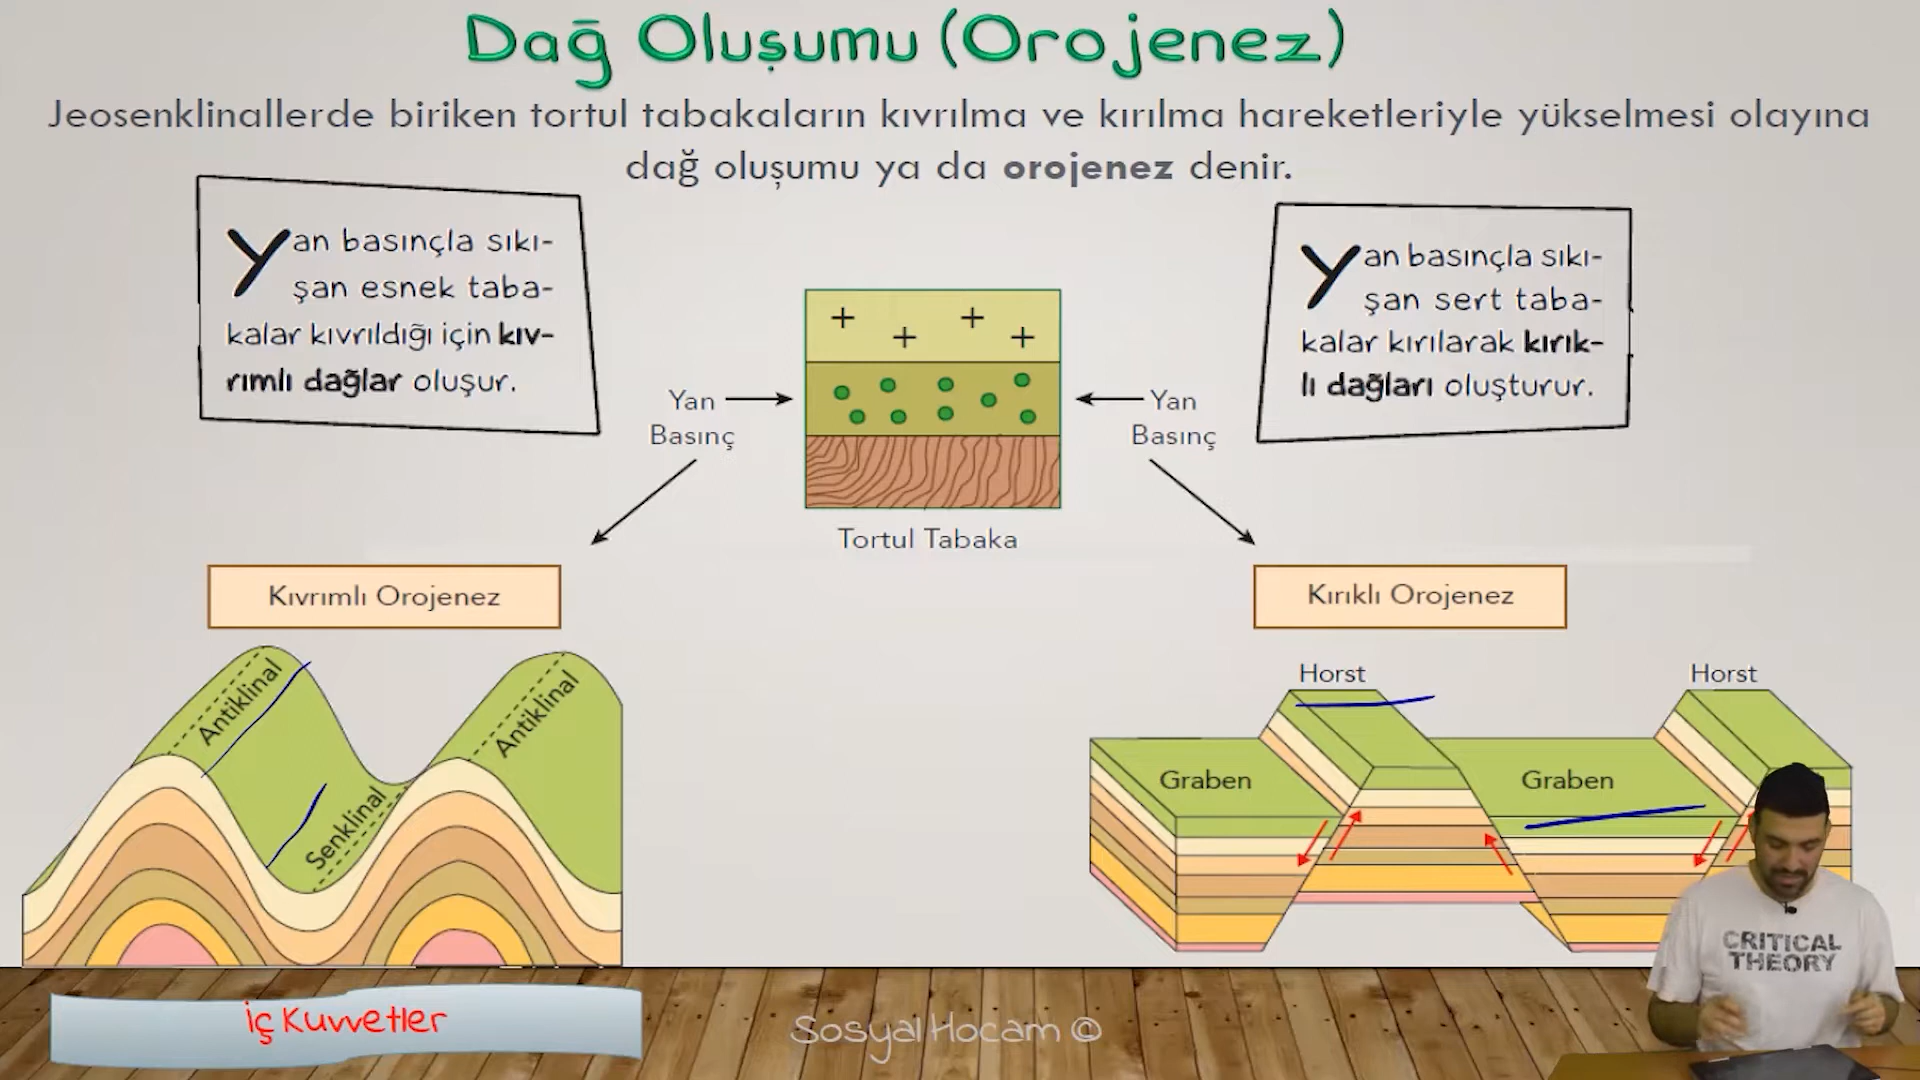 Dağ Oluşumu (Orojenez)
Jeosenklinallerde biriken tortul tabakaların kıvrılma ve kırılma hareketleriyle yükselmesi olayına
dağ oluşumu ya da orojenez denir.
Yan basınçla sıkı-
şan esnek taba-
kalar kıvrıldığı için kıv-
rımlı dağlar oluşur.
Yan basınçla sıkı-
şan sert taba-
kalar kırılarak kırık-
lı dağları oluşturur.
Yan
Basınç
Yan
Basınç
Tortul Tabaka
Kıvrımlı Orojenez
Kırıklı Orojenez
Antiklinal
Antiklinal
Senklinal
Horst
Horst
Graben
Graben
CRITICAL
THEORY
İç Kuvvetler
Sosyal Hocam ©